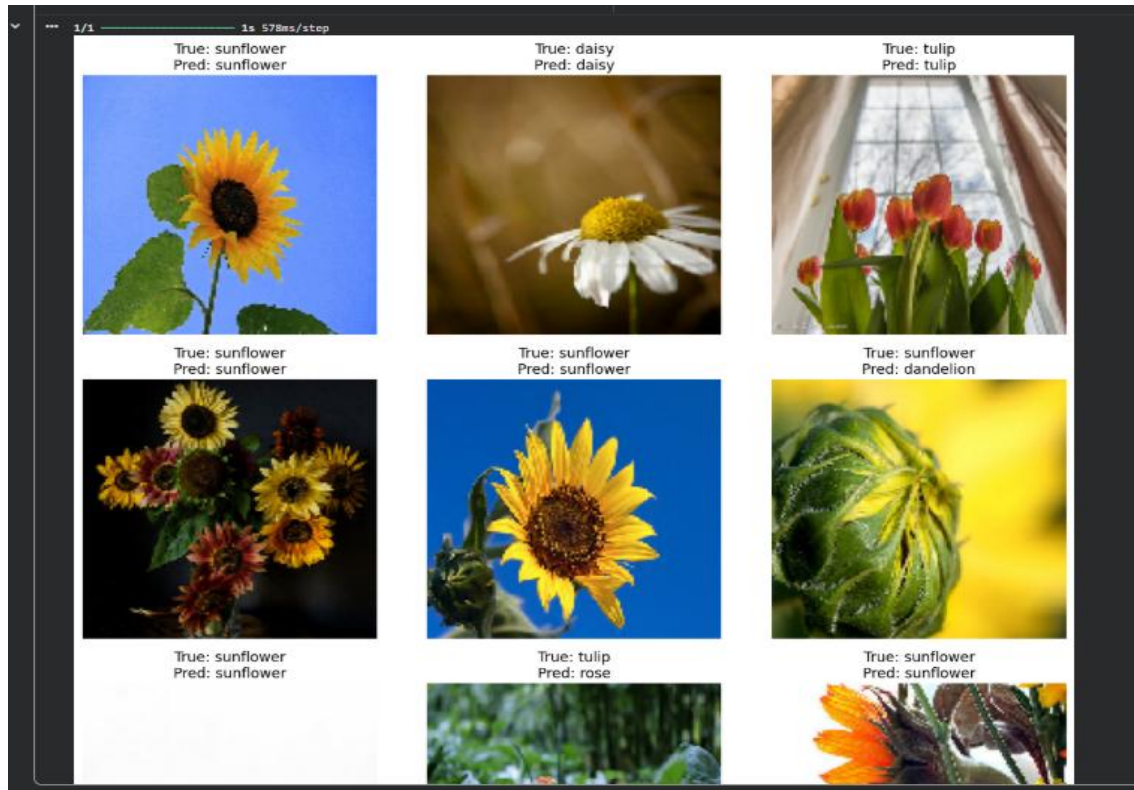 1/1 ━━━━━━━━━━━━━━━━━━━━ 1s 578ms/step
True: sunflower
Pred: sunflower
True: daisy
Pred: daisy
True: tulip
Pred: tulip
True: sunflower
Pred: sunflower
True: sunflower
Pred: sunflower
True: sunflower
Pred: dandelion
True: sunflower
Pred: sunflower
True: tulip
Pred: rose
True: sunflower
Pred: sunflower